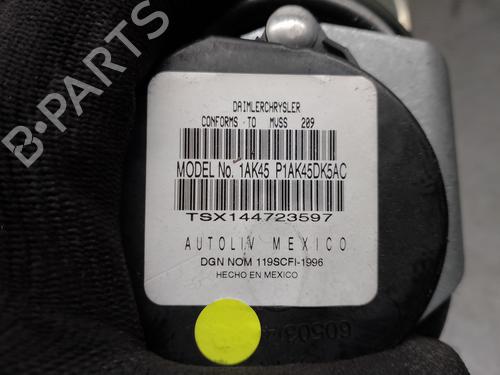 DAIMLERCHRYSLER
CONFORMS TO MVSS 209
MODEL No. 1AK45 P1AK45DK5AC
TSX144723597
AUTOLIV MEXICO
DGN NOM 119SCFI-1996
HECHO EN MEXICO
B-PARTS